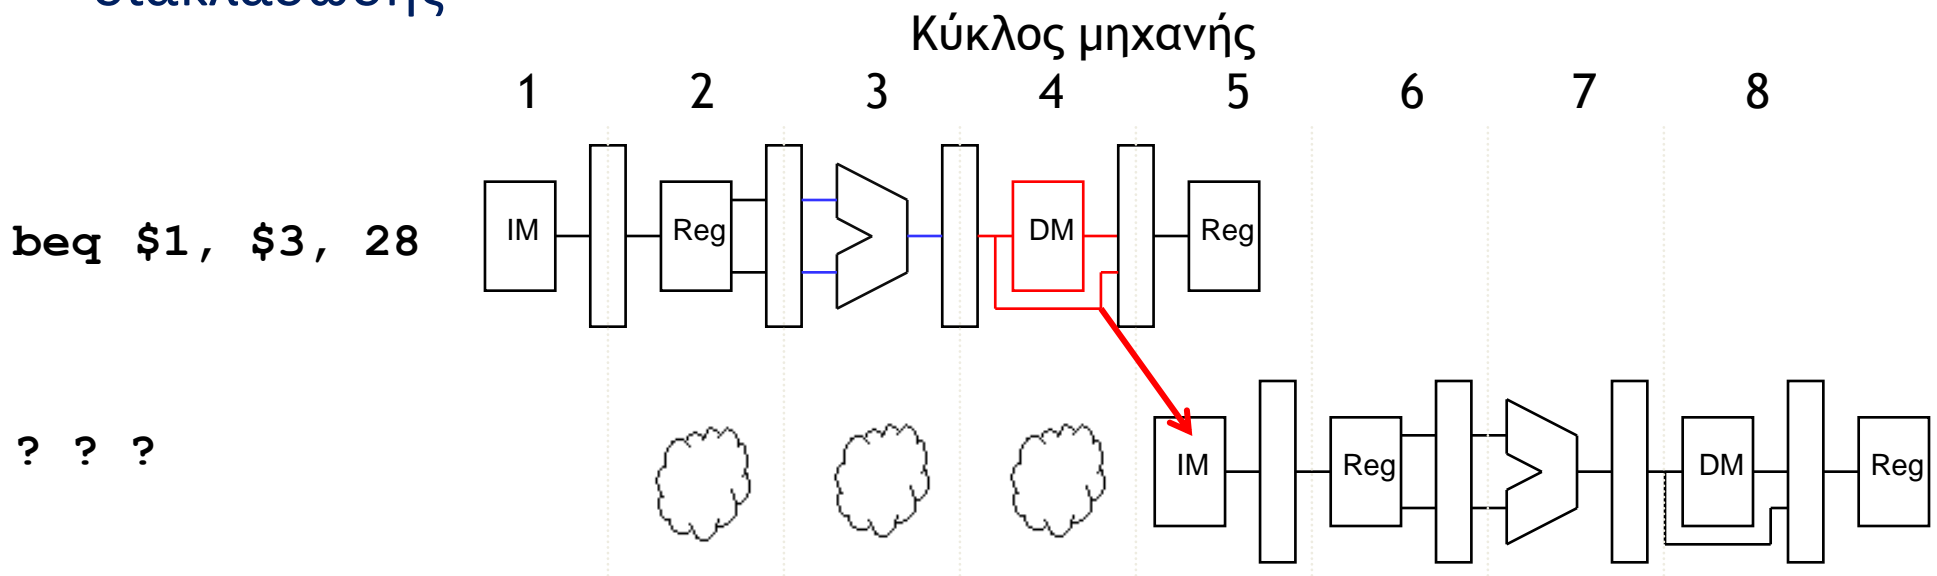 Κύκλος μηχανής
1 2 3 4 5 6 7 8
beq $1, $3, 28 IM Reg DM Reg
? ? ? IM Reg DM Reg